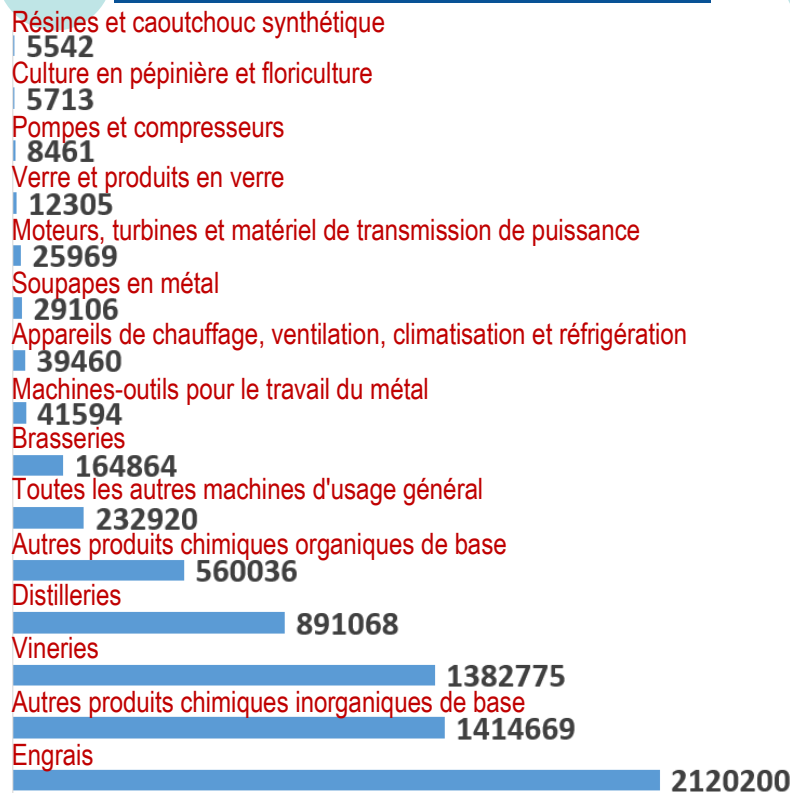 Résines et caoutchouc synthétique
5542
Culture en pépinière et floriculture
5713
Pompes et compresseurs
8461
Verre et produits en verre
12305
Moteurs, turbines et matériel de transmission de puissance
25969
Soupapes en métal
29106
Appareils de chauffage, ventilation, climatisation et réfrigération
39460
Machines-outils pour le travail du métal
41594
Brasseries
164864
Toutes les autres machines d'usage général
232920
Autres produits chimiques organiques de base
560036
Distilleries
891068
Vineries
1382775
Autres produits chimiques inorganiques de base
1414669
Engrais
2120200